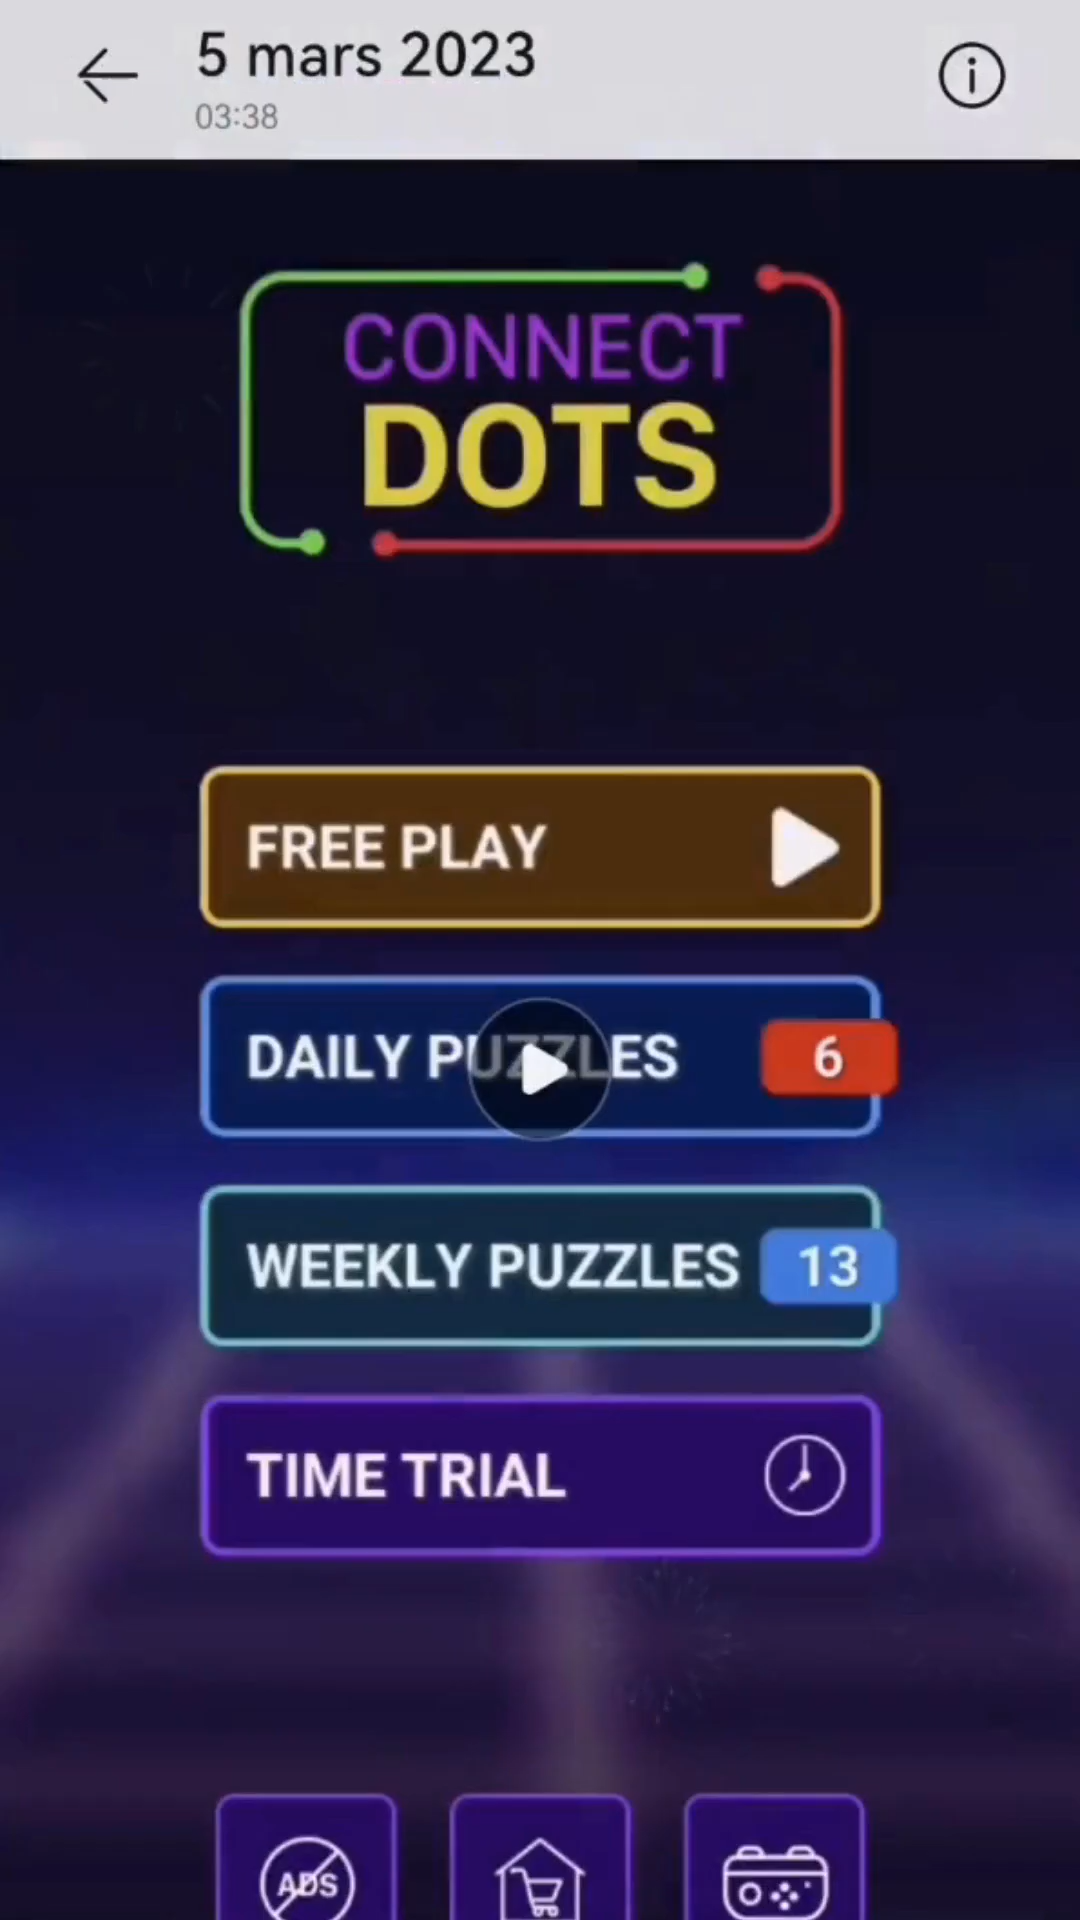 5 mars 2023
03:38
CONNECT
DOTS
FREE PLAY
DAILY PUZZLES
6
WEEKLY PUZZLES
13
TIME TRIAL
ADS